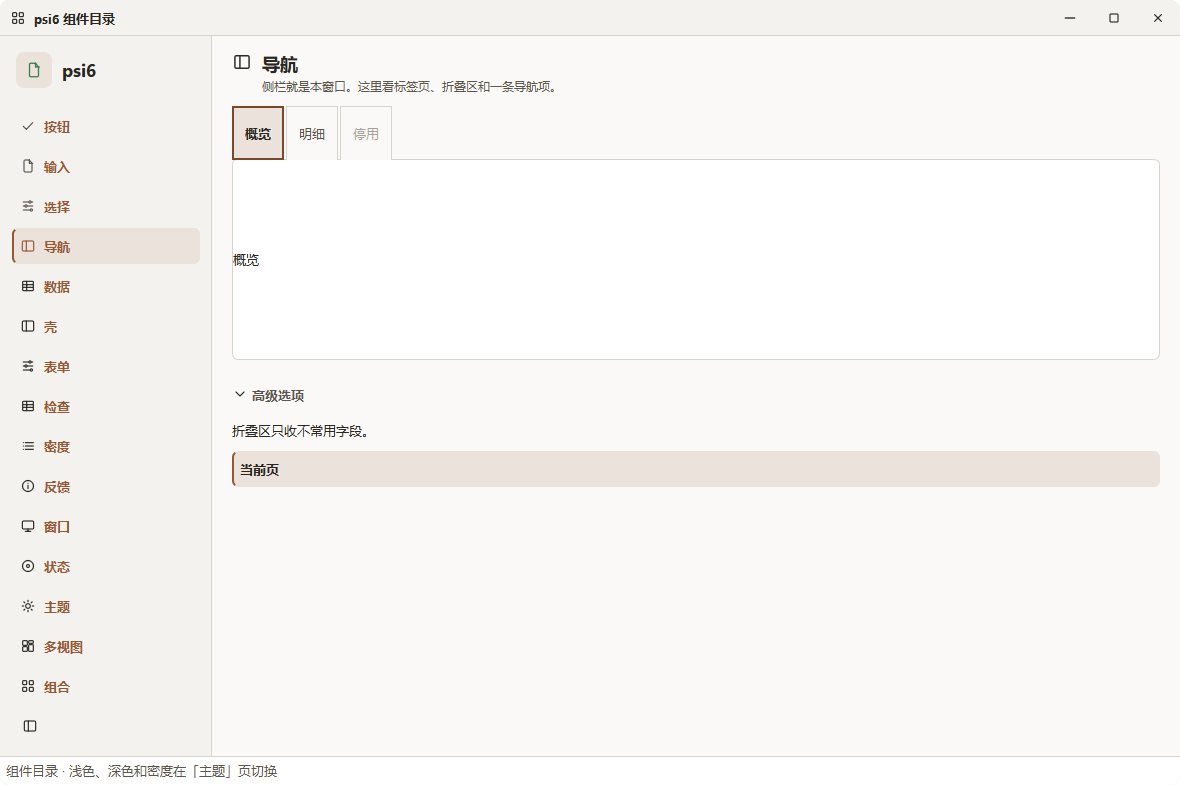 psi6 组件目录
psi6
按钮
输入
选择
导航
数据
壳
表单
检查
密度
反馈
窗口
状态
主题
多视图
组合
导航
侧栏就是本窗口。这里看标签页、折叠区和一条导航项。
概览
明细
停用
概览
高级选项
折叠区只收不常用字段。
当前页
组件目录 · 浅色、深色和密度在「主题」页切换